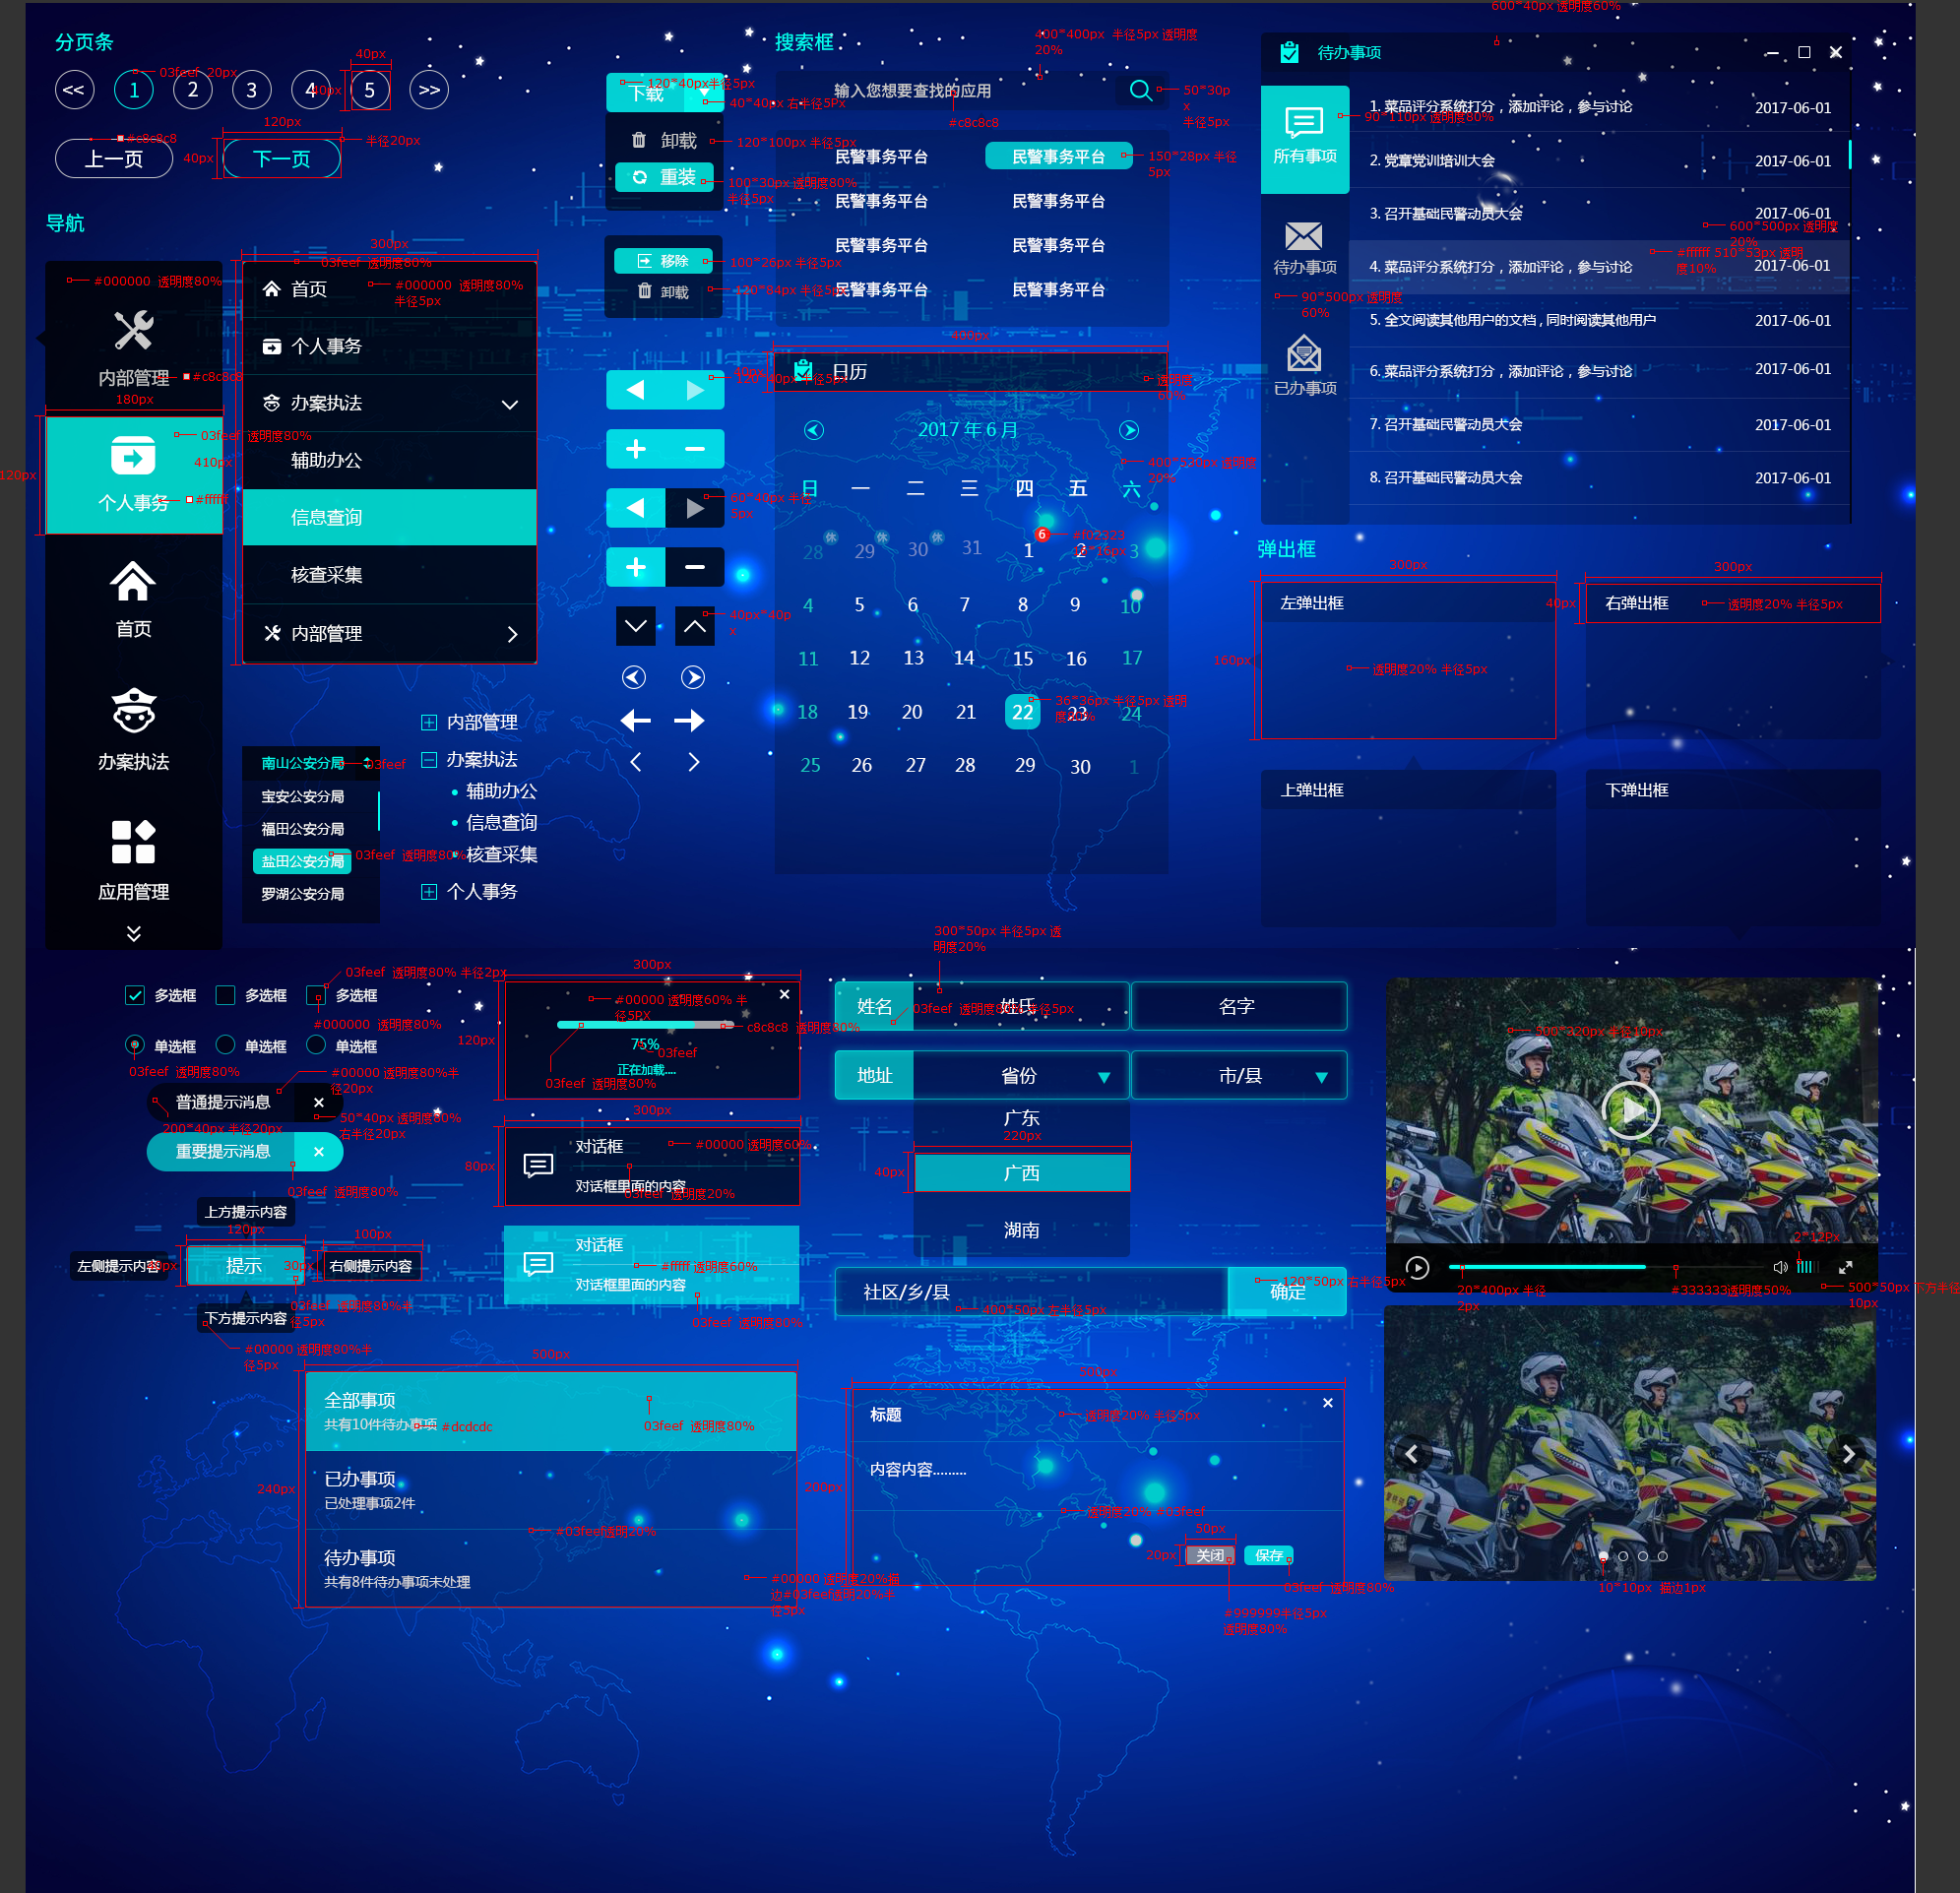 分页条
<<
1
2
3
4
5
>>
03feef 20px
40px
40px
上一页
下一页
#c8c8c8
120px
40px
半径20px
导航
#000000 透明度80%
内部管理
#c8c8c8
180px
03feef 透明度80%
410px
120px
个人事务
#ffffff
首页
办案执法
应用管理
300px
03feef 透明度80%
首页
#000000 透明度80%
半径5px
个人事务
办案执法
辅助办公
信息查询
核查采集
内部管理
南山公安分局
03feef
宝安公安分局
福田公安分局
盐田公安分局
03feef 透明度80%
罗湖公安分局
内部管理
办案执法
辅助办公
信息查询
核查采集
个人事务
下载
120*40px半径5px
40*40px 右半径5Px
卸载
120*100px 半径5px
重装
100*30px 透明度80%
半径5px
移除
100*26px 半径5px
卸载
120*40px 半径5px
60*40px 半径
5px
40px*40p
x
搜索框
400*400px 半径5px 透明度
20%
输入您想要查找的应用
#c8c8c8
50*30p
x
半径5px
民警事务平台
民警事务平台
150*28px 半径
5px
民警事务平台
民警事务平台
民警事务平台
民警事务平台
民警事务平台
民警事务平台
400px
40px
日历
透明度
60%
2017 年 6 月
日 一 二 三 四 五 六
28 休 29 休 30 休 31 1 6 2 3
4 5 6 7 8 9 10
11 12 13 14 15 16 17
18 19 20 21 22 23 24
36*36px 半径5px 透明
度80%
25 26 27 28 29 30 1
600*40px 透明度60%
待办事项
所有事项
90*110px 透明度80%
待办事项
90*500px 透明度
60%
已办事项
1. 菜品评分系统打分，添加评论，参与讨论 2017-06-01
2. 党章党训培训大会 2017-06-01
3. 召开基础民警动员大会 2017-06-01
600*500px 透明度
20%
#ffffff 510*53px 透明
度10%
4. 菜品评分系统打分，添加评论，参与讨论 2017-06-01
5. 全文阅读其他用户的文档 , 同时阅读其他用户 2017-06-01
6. 菜品评分系统打分，添加评论，参与讨论 2017-06-01
7. 召开基础民警动员大会 2017-06-01
8. 召开基础民警动员大会 2017-06-01
弹出框
300px
左弹出框
160px
透明度20% 半径5px
300px
40px
右弹出框
透明度20% 半径5px
上弹出框
下弹出框
多选框
多选框
多选框
03feef 透明度80% 半径2px
#000000 透明度80%
单选框
单选框
单选框
03feef 透明度80%
#00000 透明度80%半
径20px
普通提示消息
200*40px 半径20px
50*40px 透明度80%
右半径20px
重要提示消息
03feef 透明度80%
上方提示内容
120px
左侧提示内容
提示
30px
100px
右侧提示内容
03feef 透明度80%半
径5px
下方提示内容
#00000 透明度80%半
径5px
300px
120px
#00000 透明度60% 半
径5PX
c8c8c8 透明度80%
75%
03feef
正在加载....
03feef 透明度80%
300px
80px
对话框
#00000 透明度60%
对话框里面的内容
03feef 透明度20%
对话框
#fffff 透明度60%
对话框里面的内容
03feef 透明度80%
500px
240px
全部事项
共有10件待办事项
#dcdcdc
03feef 透明度80%
已办事项
已处理事项2件
#03feef透明20%
待办事项
共有8件待办事项未处理
#00000 透明度20%描
边#03feef透明20%半
径5px
300*50px 半径5px 透
明度20%
姓名
姓氏
03feef 透明度80% 半径5px
名字
地址
省份
市/县
广东
220px
40px
广西
湖南
社区/乡/县
480*50px 左半径5px
确定
120*50px 右半径5px
500px
200px
标题
透明度20% 半径5px
内容内容.........
透明度20% #03feef
50px
20px
关闭
保存
03feef 透明度80%
#999999半径5px
透明度80%
500*320px 半径10px
2*12Px
20*400px 半径
2px
#333333透明度50%
500*50px 下方半径
10px
10*10px 描边1px